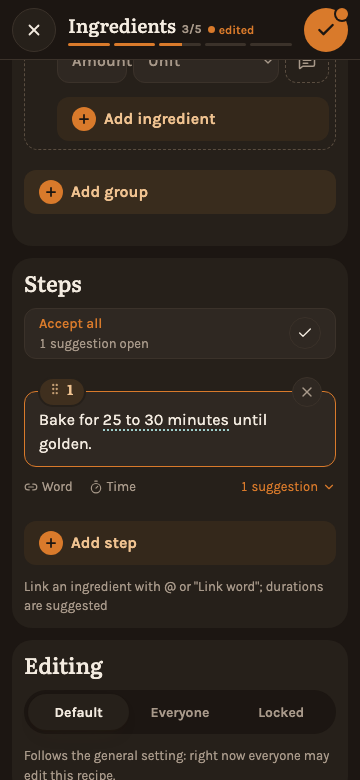 Ingredients 3/5 edited
Amount Unit
Add ingredient
Add group
Steps
Accept all
1 suggestion open
1
Bake for 25 to 30 minutes until
golden.
Word Time 1 suggestion
Add step
Link an ingredient with @ or "Link word"; durations
are suggested
Editing
Default Everyone Locked
Follows the general setting: right now everyone may
edit this recipe.